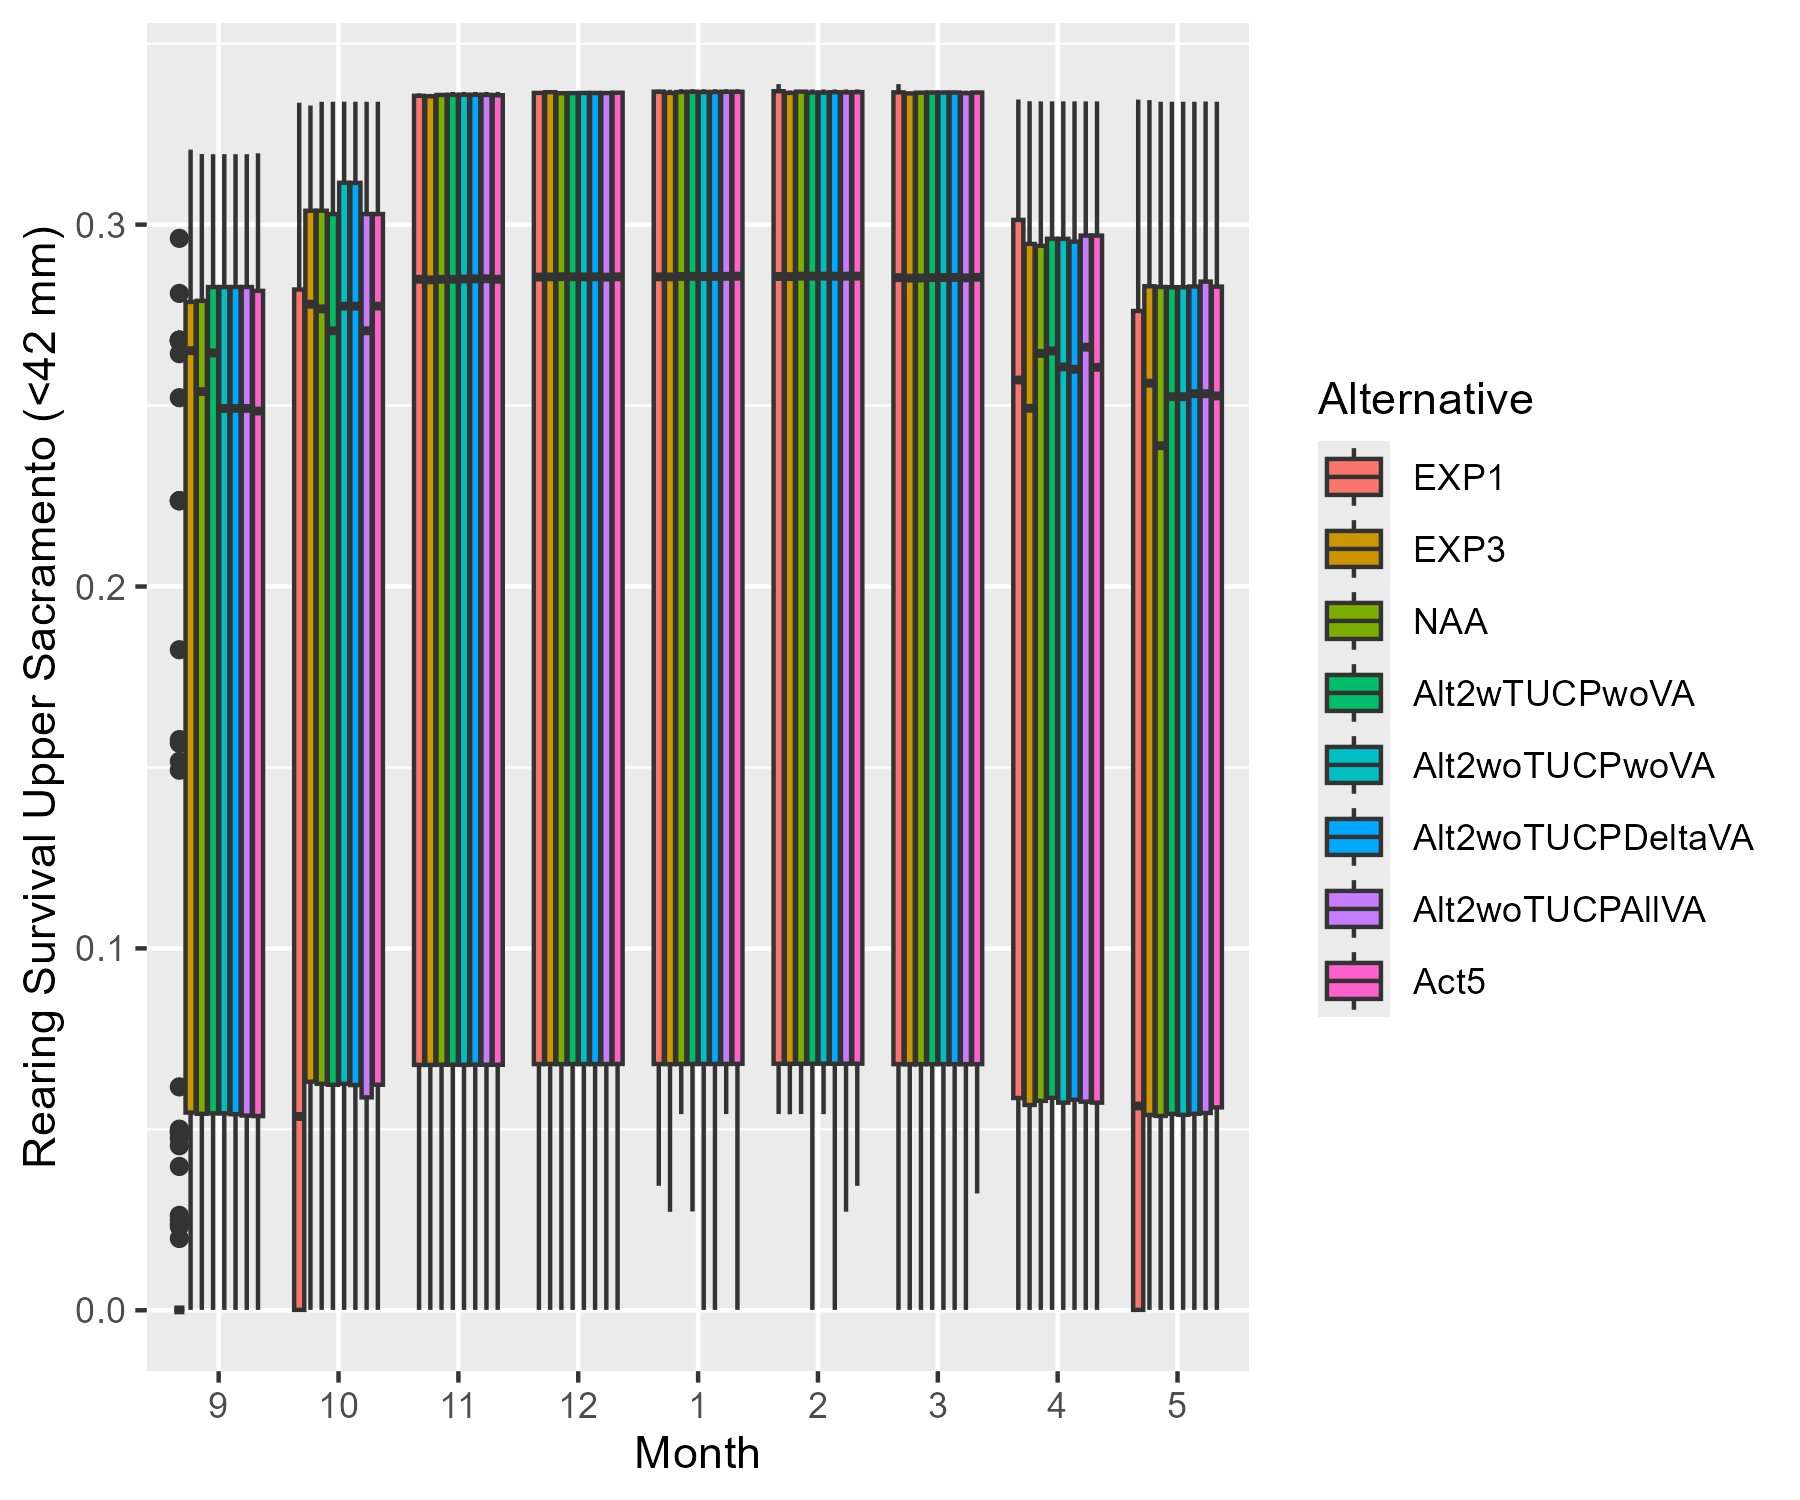 Rearing Survival Upper Sacramento (<42 mm)
0.3
0.2
0.1
0.0
9 10 11 12 1 2 3 4 5
Month
Alternative
EXP1
EXP3
NAA
Alt2wTUCPwoVA
Alt2woTUCPwoVA
Alt2woTUCPDeltaVA
Alt2woTUCPAllVA
Act5